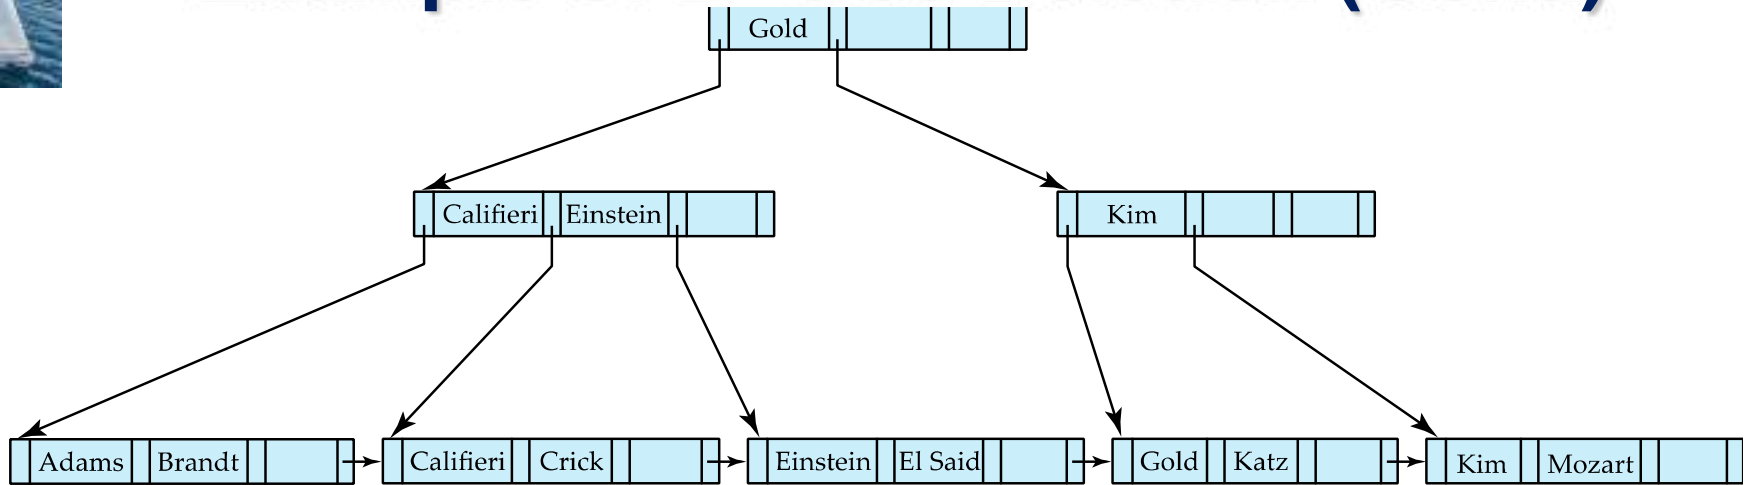 Gold
Califieri Einstein
Kim
Adams Brandt
Califieri Crick
Einstein El Said
Gold Katz
Kim Mozart